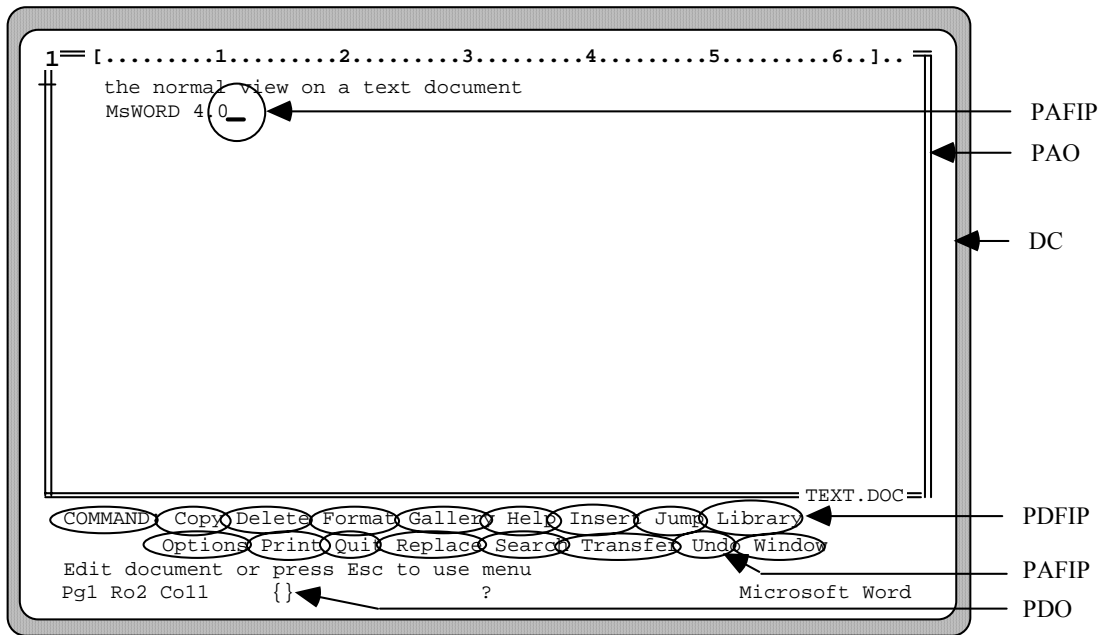 1 [.........1.........2.........3.........4.........5.........6..]..
the normal view on a text document
MsWORD 4.0_
PAFIP
PAO
DC
TEXT.DOC
COMMAND: Copy Delete Format Gallery Help Insert Jump Library
PDFIP
Options Print Quit Replace Search Transfer Undo Window
Edit document or press Esc to use menu
PAFIP
Pg1 Ro2 Co11 {} ? Microsoft Word
PDO